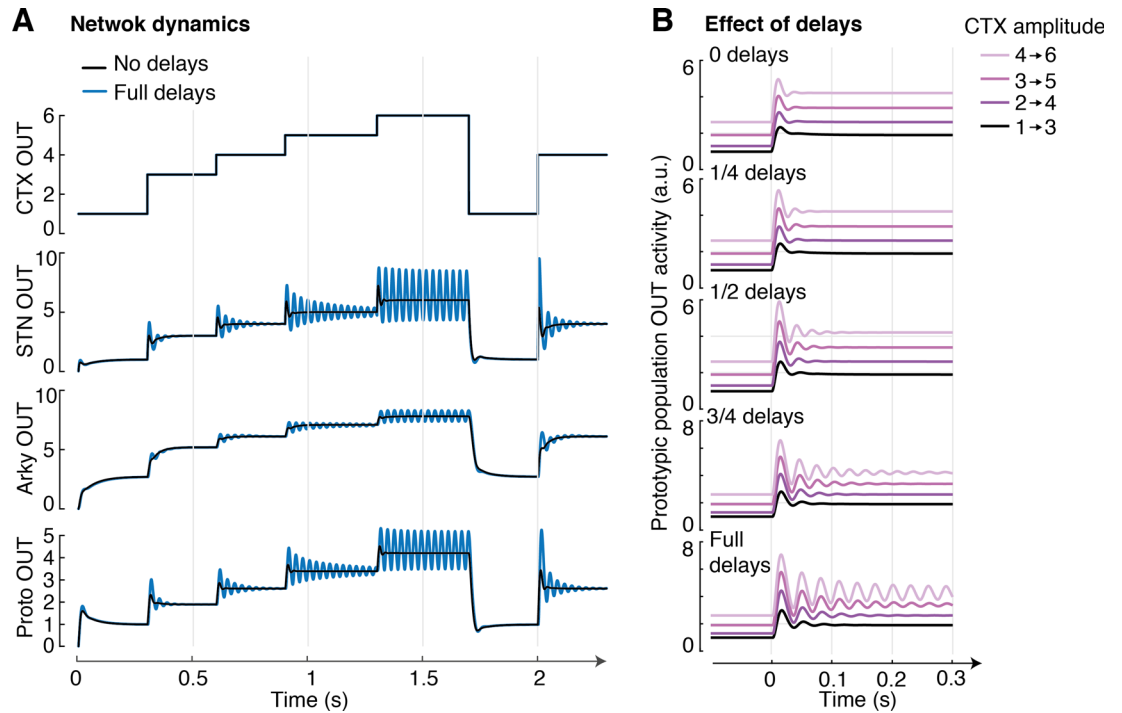 A Netwok dynamics
No delays
Full delays
CTX OUT
6
4
2
0
STN OUT
10
5
0
Arky OUT
10
5
0
Proto OUT
5
4
3
2
1
0
0 0.5 1 1.5 2
Time (s)
B Effect of delays
CTX amplitude
4→6
3→5
2→4
1→3
Prototypic population OUT activity (a.u.)
0 delays
6
0
1/4 delays
6
0
1/2 delays
6
0
3/4 delays
8
0
Full
delays
8
0
0 0.1 0.2 0.3
Time (s)